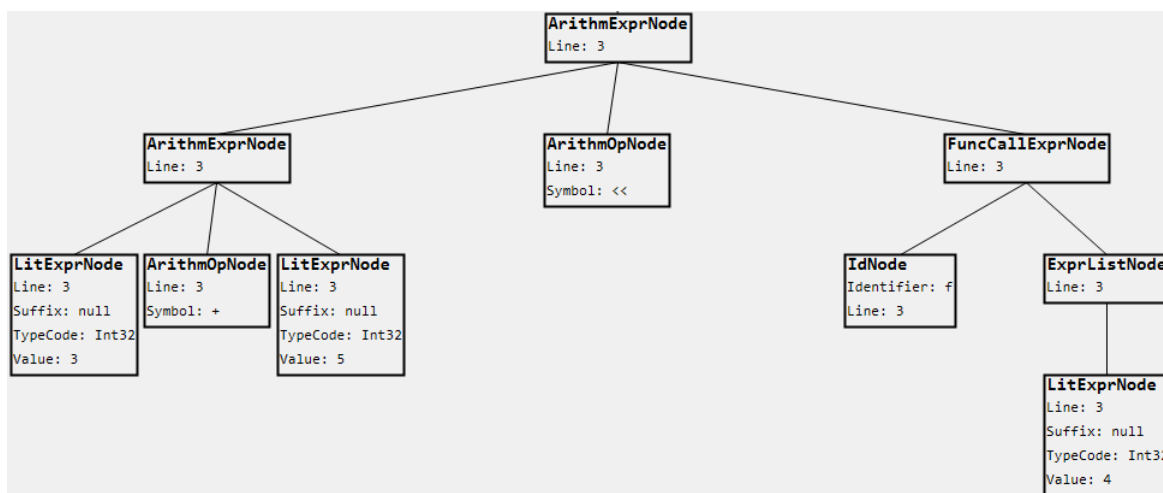 ArithmExprNode
Line: 3
ArithmExprNode
Line: 3
ArithmOpNode
Line: 3
Symbol: <<
FuncCallExprNode
Line: 3
LitExprNode
Line: 3
Suffix: null
TypeCode: Int32
Value: 3
ArithmOpNode
Line: 3
Symbol: +
LitExprNode
Line: 3
Suffix: null
TypeCode: Int32
Value: 5
IdNode
Identifier: f
Line: 3
ExprListNode
Line: 3
LitExprNode
Line: 3
Suffix: null
TypeCode: Int32
Value: 4